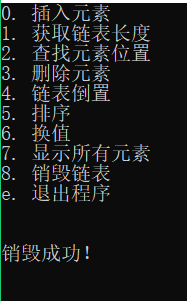 0. 插入元素
1. 获取链表长度
2. 查找元素位置
3. 删除元素
4. 链表倒置
5. 排序
6. 换值
7. 显示所有元素
8. 销毁链表
e. 退出程序
销毁成功！